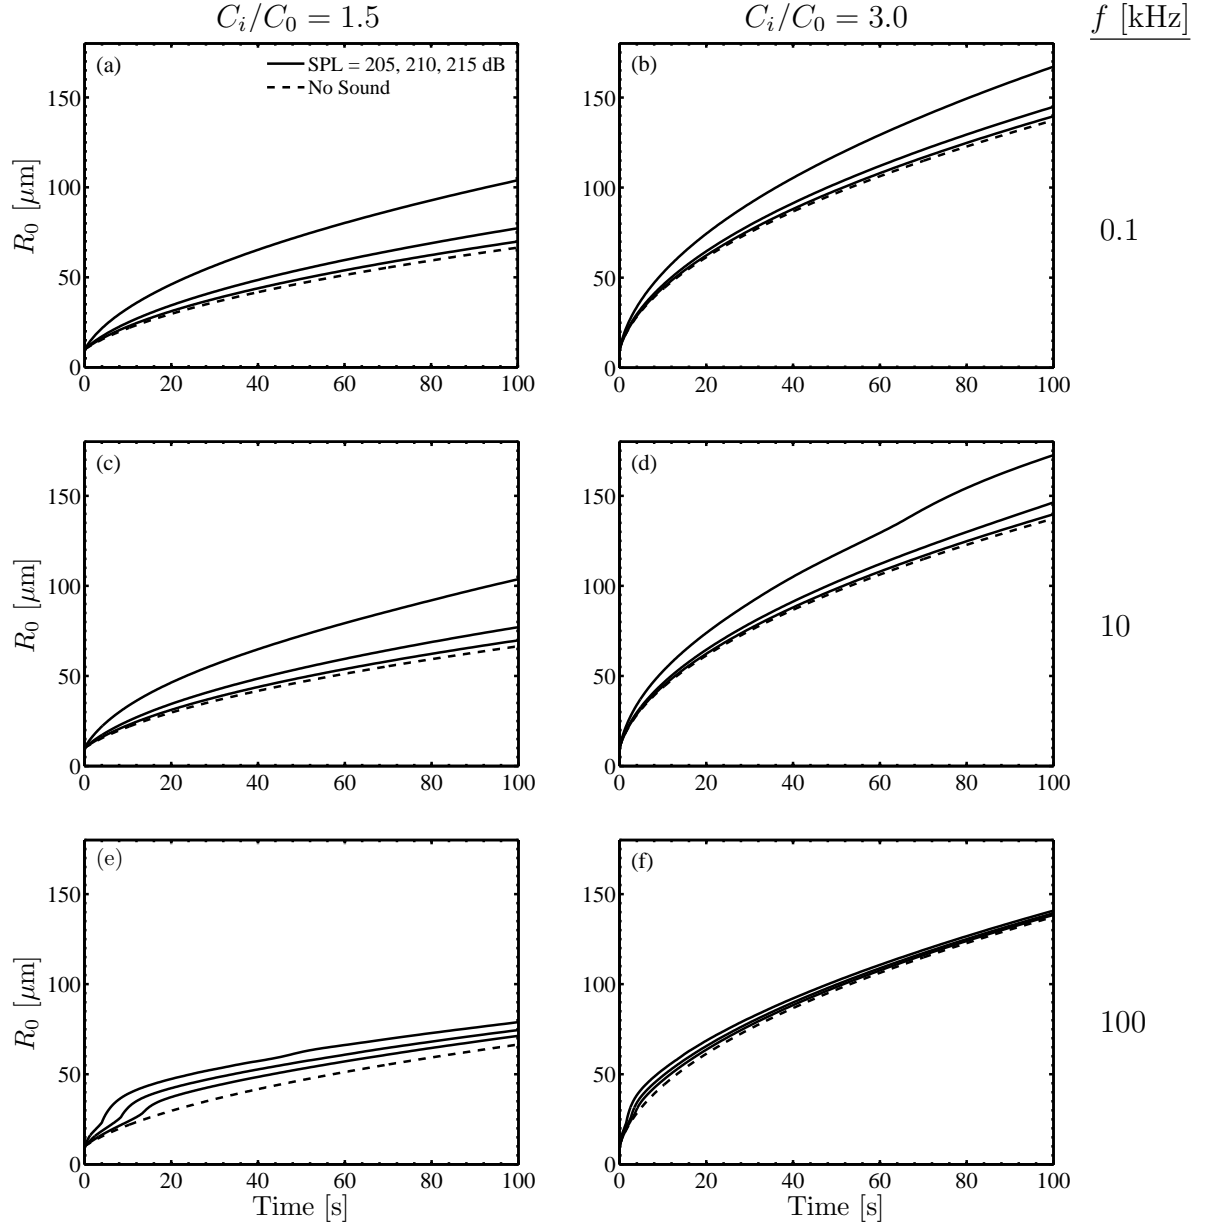 C_i/C_0 = 1.5
C_i/C_0 = 3.0
f [kHz]
(a)
SPL = 205, 210, 215 dB
No Sound
150
100
50
0
R_0 [μm]
0 20 40 60 80 100
(b)
150
100
50
0
0 20 40 60 80 100
0.1
(c)
150
100
50
0
R_0 [μm]
0 20 40 60 80 100
(d)
150
100
50
0
0 20 40 60 80 100
10
(e)
150
100
50
0
R_0 [μm]
0 20 40 60 80 100
Time [s]
(f)
150
100
50
0
0 20 40 60 80 100
Time [s]
100